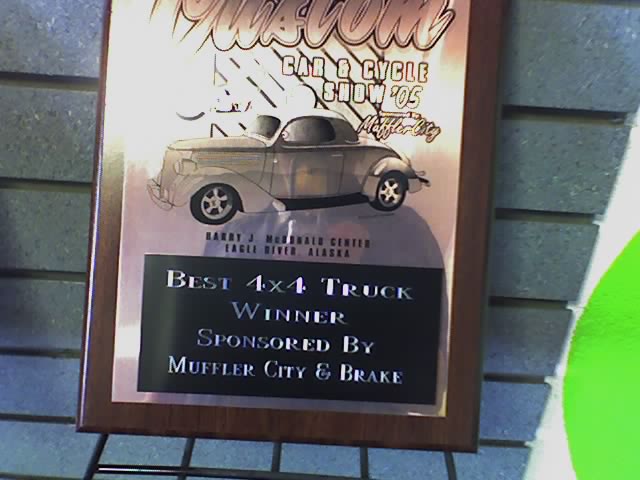 Custom
CAR & CYCLE
SHOW '05
Muffler City
HARRY J. McDONALD CENTER
EAGLE RIVER, ALASKA
BEST 4X4 TRUCK
WINNER
SPONSORED BY
MUFFLER CITY & BRAKE